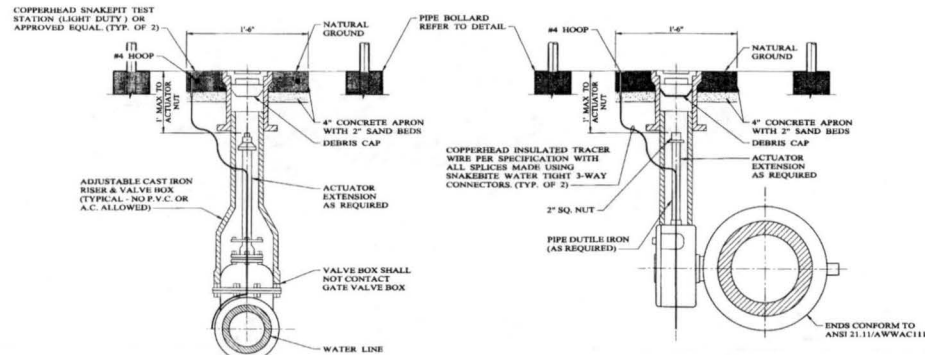 COPPERHEAD SNAKEPIT TEST
STATION (LIGHT DUTY) OR
APPROVED EQUAL. (TYP. OF 2)
#4 HOOP
1'-6"
NATURAL
GROUND
PIPE BOLLARD
REFER TO DETAIL
1' MAX TO
ACTUATOR
NUT
4" CONCRETE APRON
WITH 2" SAND BEDS
DEBRIS CAP
ADJUSTABLE CAST IRON
RISER & VALVE BOX
(TYPICAL - NO P.V.C. OR
A.C. ALLOWED)
ACTUATOR
EXTENSION
AS REQUIRED
VALVE BOX SHALL
NOT CONTACT
GATE VALVE BOX
WATER LINE
#4 HOOP
1'-6"
NATURAL
GROUND
1' MAX TO
ACTUATOR
NUT
4" CONCRETE APRON
WITH 2" SAND BEDS
DEBRIS CAP
COPPERHEAD INSULATED TRACER
WIRE PER SPECIFICATION WITH
ALL SPLICES MADE USING
SNAKEBITE WATER TIGHT 3-WAY
CONNECTORS. (TYP. OF 2)
ACTUATOR
EXTENSION
AS REQUIRED
2" SQ. NUT
PIPE DUTILE IRON
(AS REQUIRED)
ENDS CONFORM TO
ANSI 21.11/AWWAC111